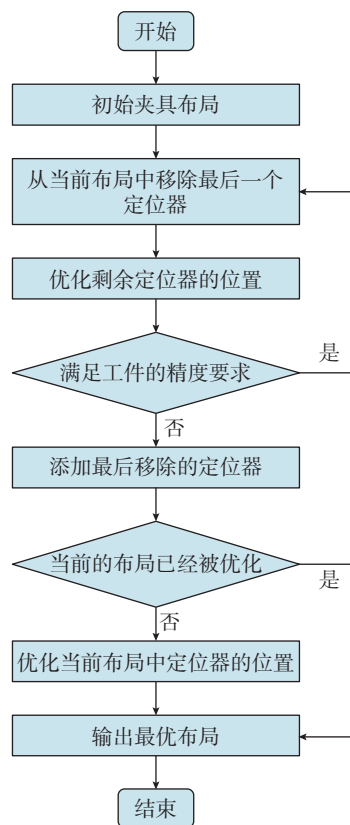 开始
初始夹具布局
从当前布局中移除最后一个
定位器
优化剩余定位器的位置
满足工件的精度要求
是
否
添加最后移除的定位器
当前的布局已经被优化
是
否
优化当前布局中定位器的位置
输出最优布局
结束